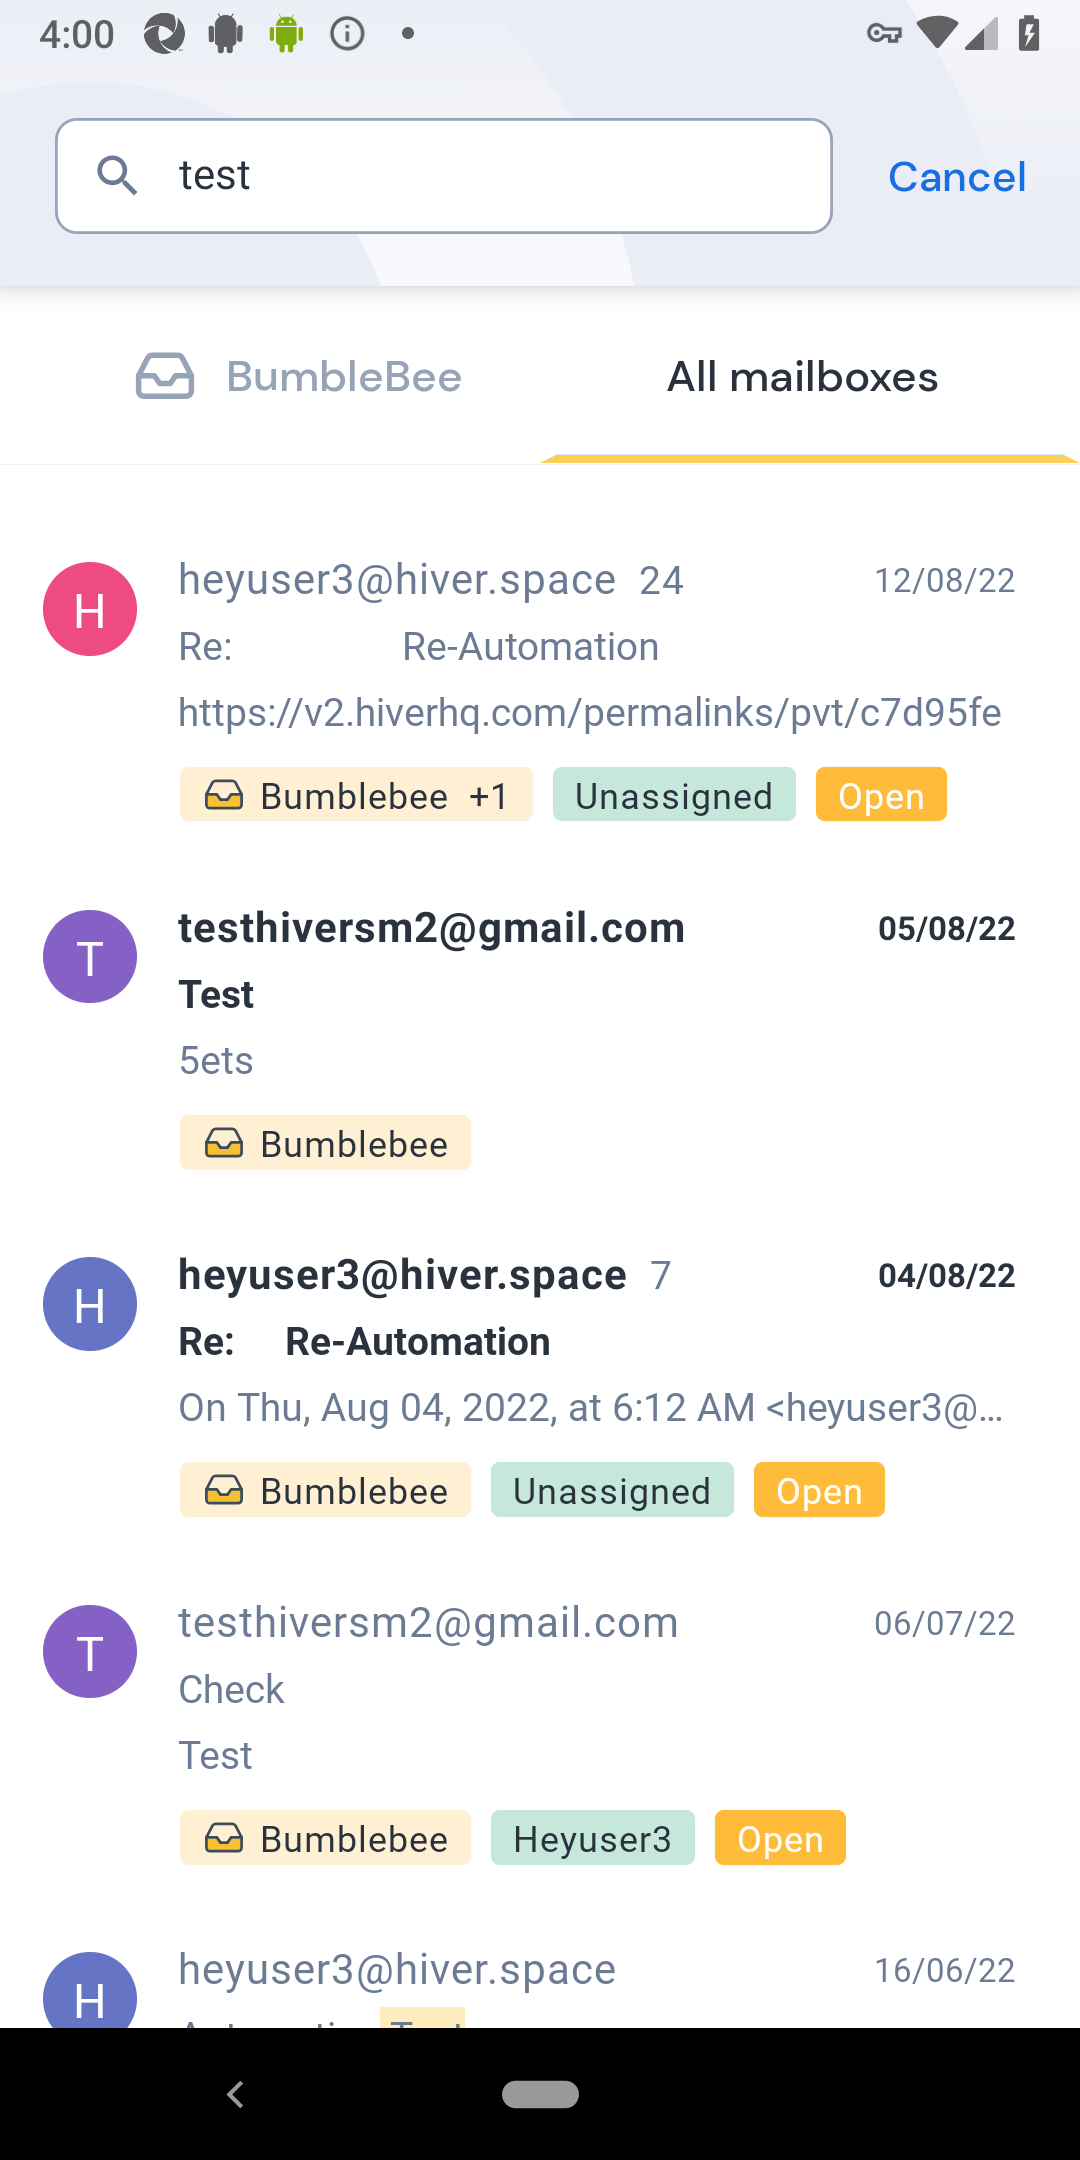 4:00
test
Cancel
BumbleBee
All mailboxes
H
heyuser3@hiver.space 24
12/08/22
Re: Re-Automation
https://v2.hiverhq.com/permalinks/pvt/c7d95fe
Bumblebee +1
Unassigned
Open
T
testhiversm2@gmail.com
05/08/22
Test
5ets
Bumblebee
H
heyuser3@hiver.space 7
04/08/22
Re: Re-Automation
On Thu, Aug 04, 2022, at 6:12 AM <heyuser3@...
Bumblebee
Unassigned
Open
T
testhiversm2@gmail.com
06/07/22
Check
Test
Bumblebee
Heyuser3
Open
H
heyuser3@hiver.space
16/06/22